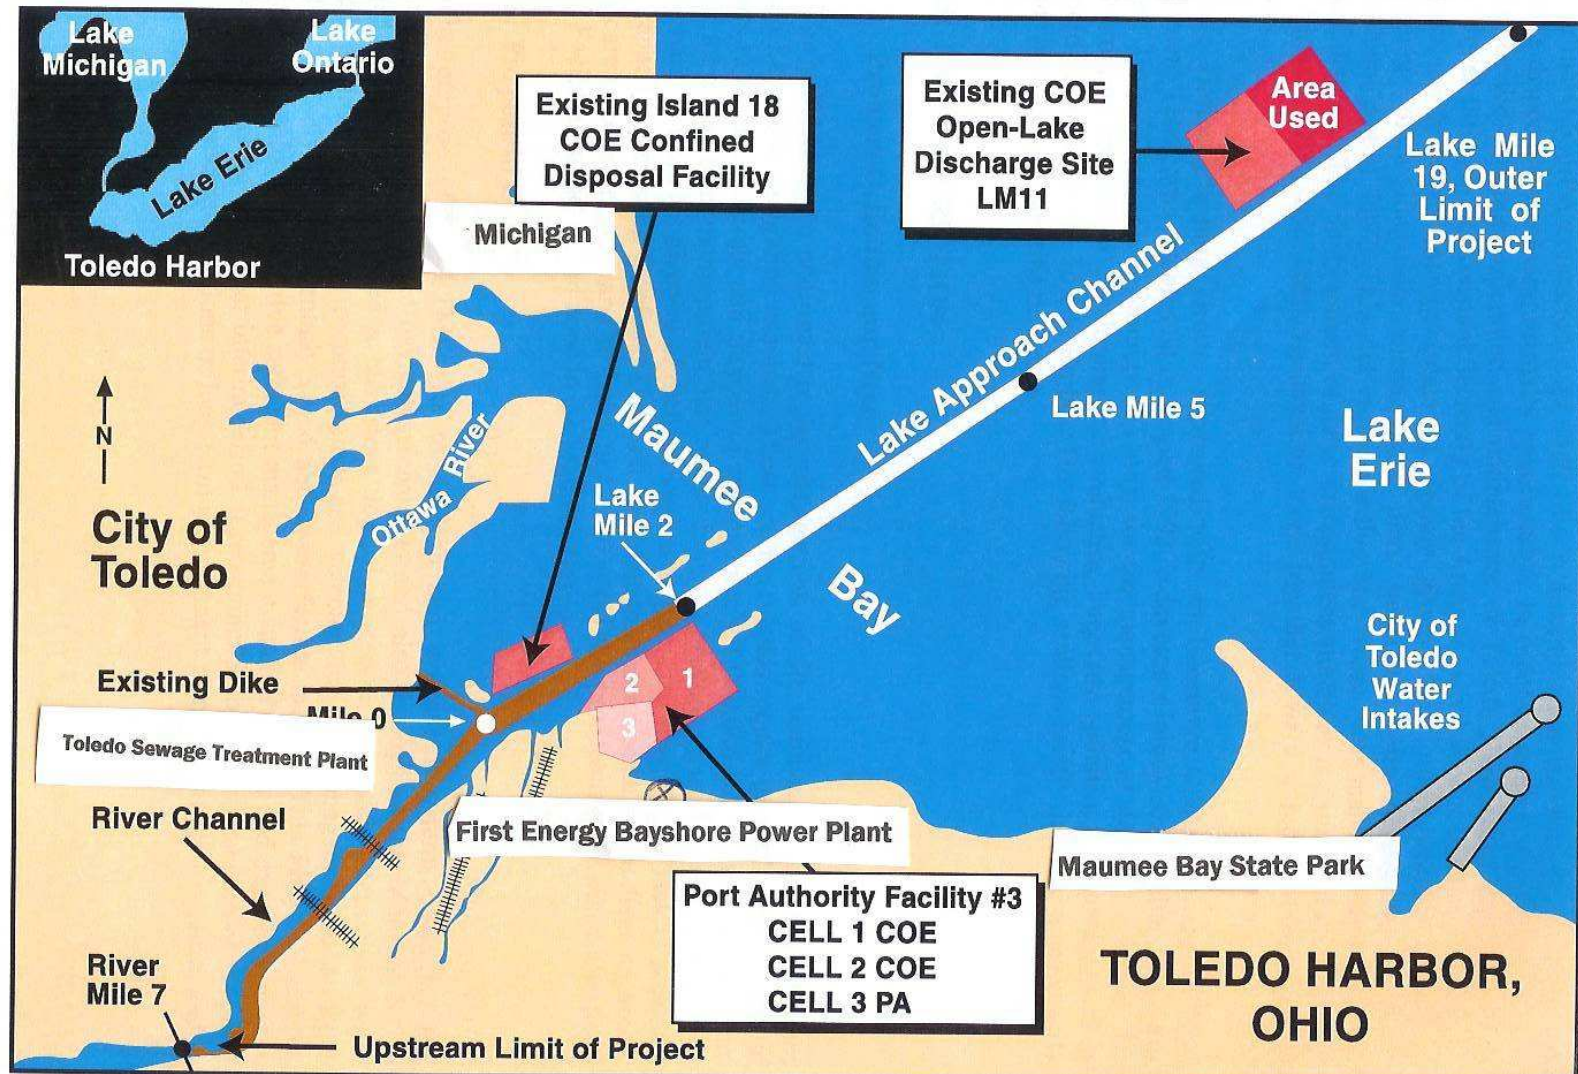 Lake
Michigan
Lake
Ontario
Lake Erie
Toledo Harbor
Existing Island 18
COE Confined
Disposal Facility
Existing COE
Open-Lake
Discharge Site
LM11
Area
Used
Lake Mile
19, Outer
Limit of
Project
Michigan
Lake Approach Channel
Lake Mile 5
Lake
Erie
N
City of
Toledo
Ottawa River
Maumee
Bay
Lake
Mile 2
Existing Dike
Mile 0
2
1
3
Toledo Sewage Treatment Plant
City of
Toledo
Water
Intakes
River Channel
First Energy Bayshore Power Plant
Maumee Bay State Park
Port Authority Facility #3
CELL 1 COE
CELL 2 COE
CELL 3 PA
River
Mile 7
Upstream Limit of Project
TOLEDO HARBOR,
OHIO